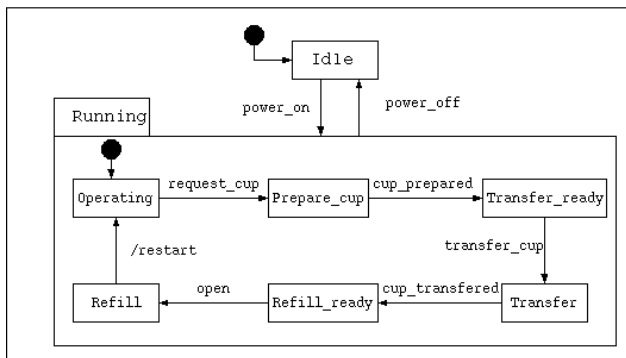 Idle
power_on
power_off
Running
request_cup
cup_prepared
Operating
Prepare_cup
Transfer_ready
/restart
transfer_cup
open
cup_transfered
Refill
Refill_ready
Transfer